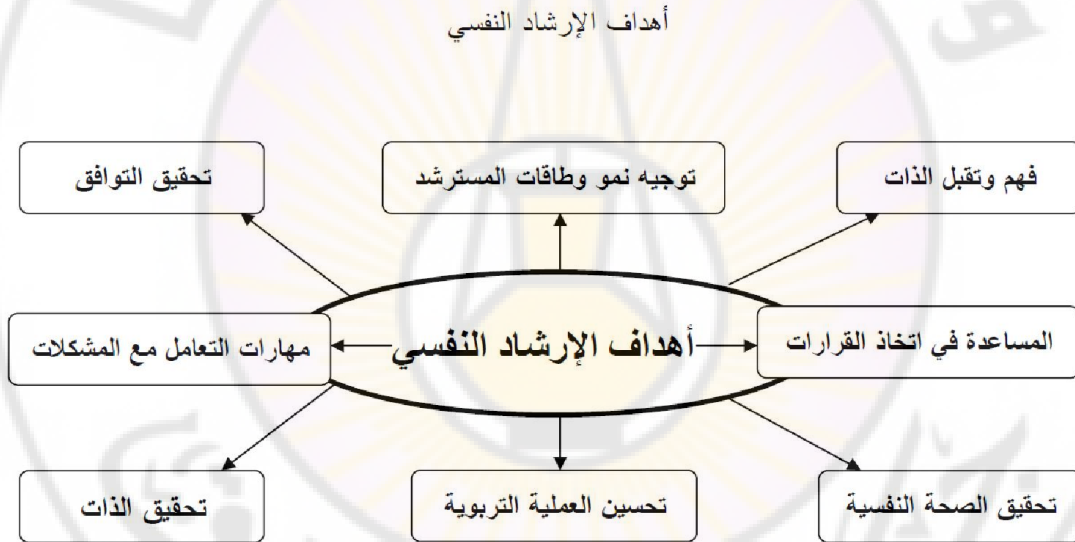 أهداف الإرشاد النفسي
فهم وتقبل الذات
توجيه نمو وطاقات المسترشد
تحقيق التوافق
المساعدة في اتخاذ القرارات
أهداف الإرشاد النفسي
مهارات التعامل مع المشكلات
تحقيق الصحة النفسية
تحسين العملية التربوية
تحقيق الذات